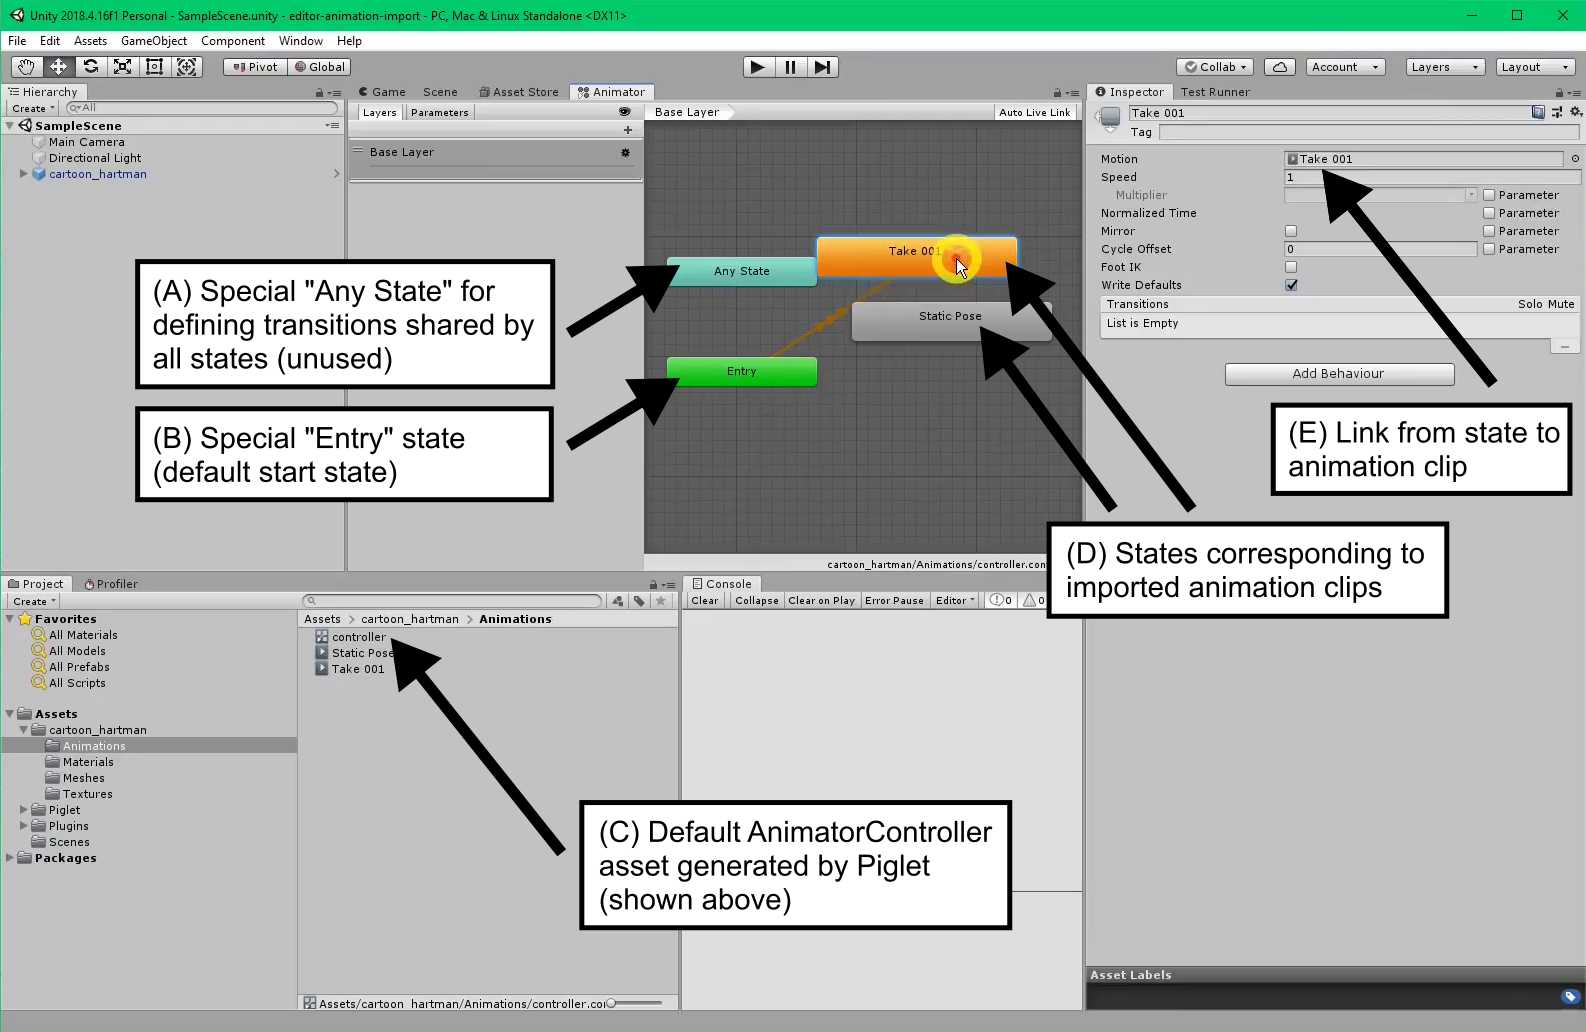 Unity 2018.4.16f1 Personal - SampleScene.unity - editor-animation-import - PC, Mac & Linux Standalone <DX11>
File Edit Assets GameObject Component Window Help
Pivot Global Collab Account Layers Layout
Hierarchy
Create All
SampleScene
Main Camera
Directional Light
cartoon_hartman
Game Scene Asset Store Animator
Layers Parameters
Base Layer
Base Layer Auto Live Link
Take 001
Any State
Static Pose
Entry
cartoon_hartman/Animations/controller.con
(A) Special "Any State" for
defining transitions shared by
all states (unused)
(B) Special "Entry" state
(default start state)
Inspector Test Runner
Take 001
Tag
Motion Take 001
Speed 1
Multiplier Parameter
Normalized Time Parameter
Mirror Parameter
Cycle Offset 0 Parameter
Foot IK
Write Defaults
Transitions Solo Mute
List is Empty
Add Behaviour
(E) Link from state to
animation clip
(D) States corresponding to
imported animation clips
Project Profiler
Create
Favorites
All Materials
All Models
All Prefabs
All Scripts
Assets
cartoon_hartman
Animations
Materials
Meshes
Textures
Piglet
Plugins
Scenes
Packages
Assets > cartoon_hartman > Animations
controller
Static Pose
Take 001
Assets/cartoon_hartman/Animations/controller.con
Console
Clear Collapse Clear on Play Error Pause Editor 0 0
(C) Default AnimatorController
asset generated by Piglet
(shown above)
Asset Labels